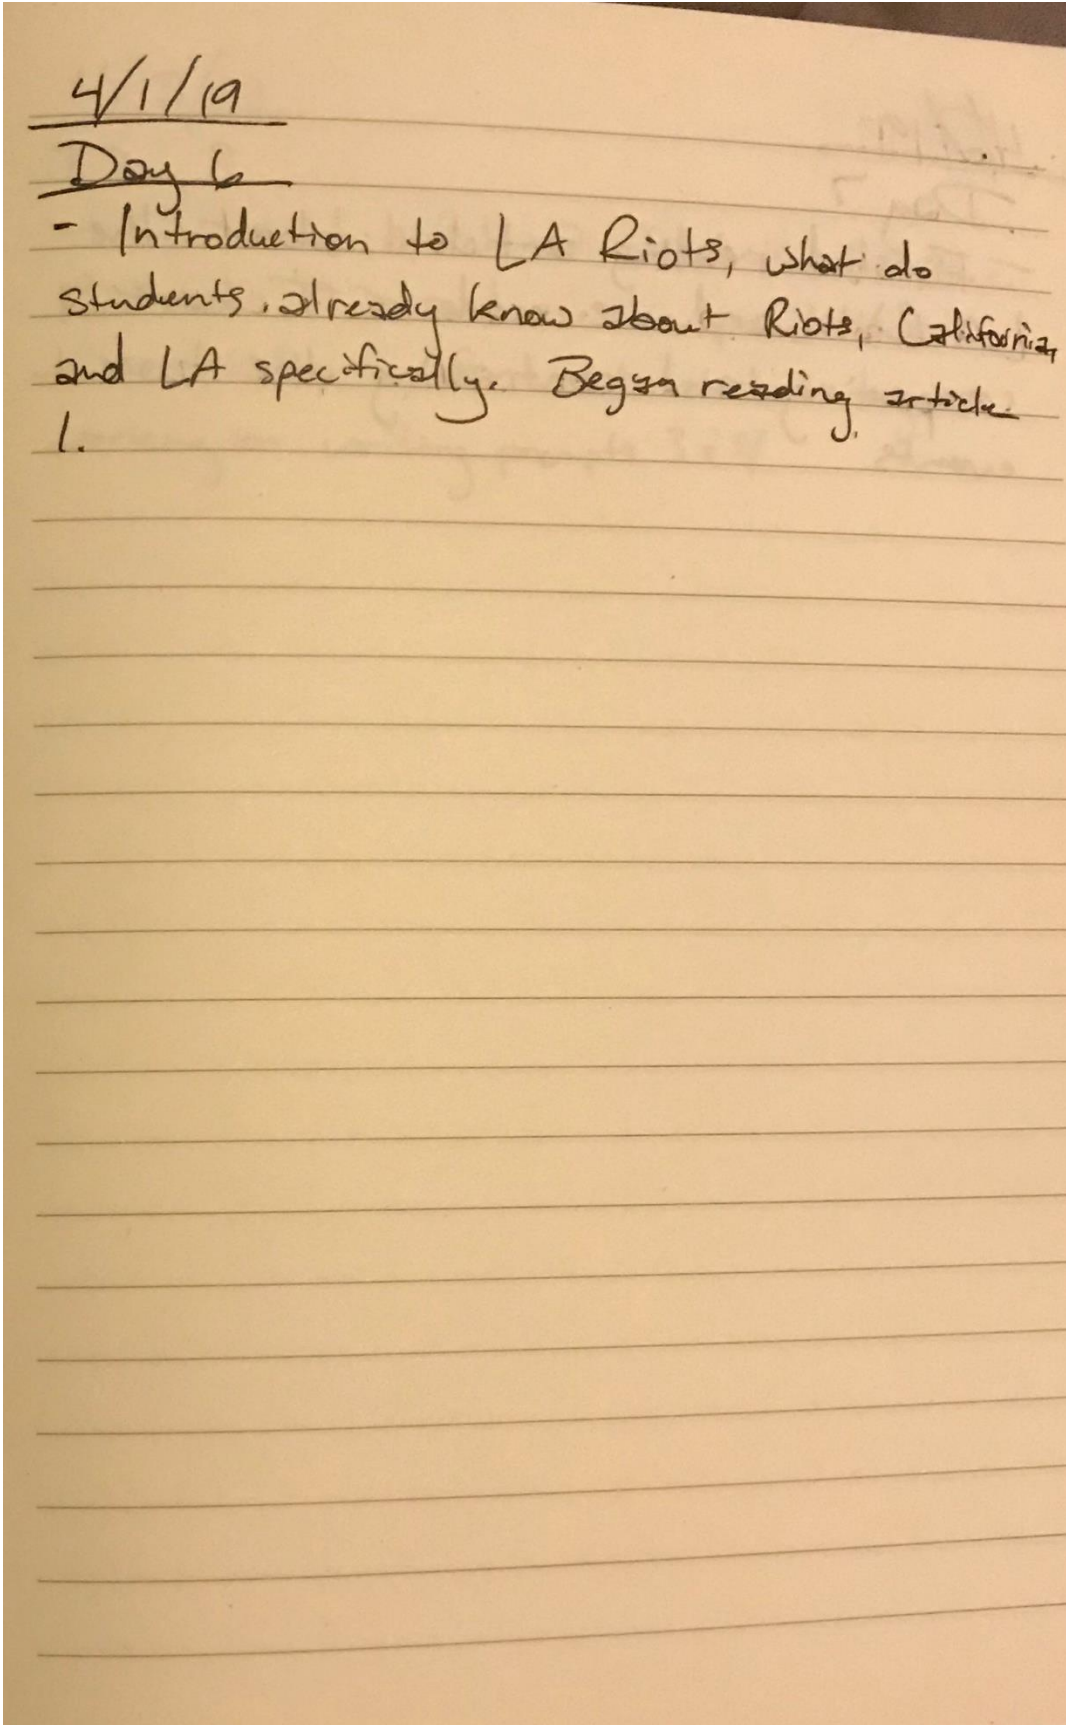 4/1/19
Day 6
- Introduction to LA Riots, what do
students already know about Riots, California,
and LA specifically. Began reading article
1.